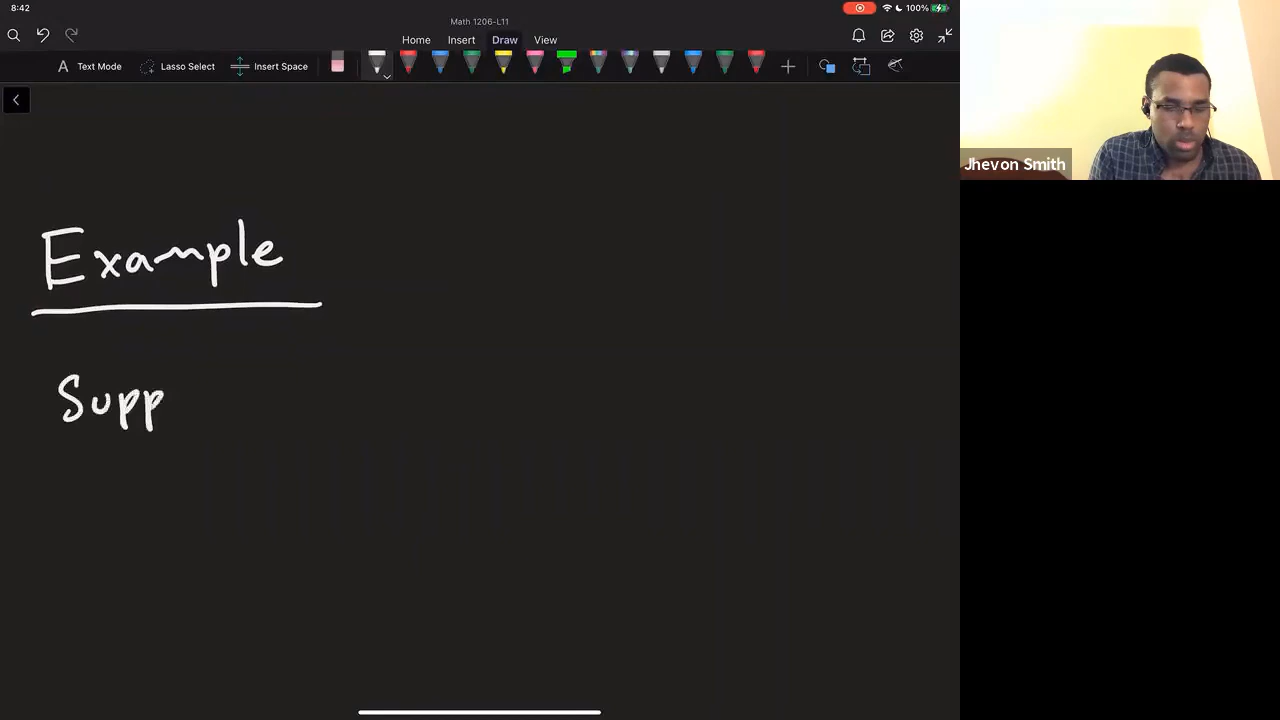 8:42
100%
Math 1206-L11
Home Insert Draw View
Text Mode Lasso Select Insert Space
Jhevon Smith
Example
Supp